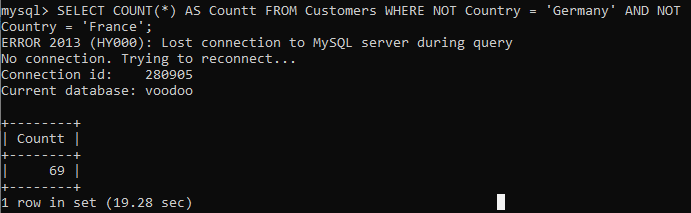 mysql> SELECT COUNT(*) AS Countt FROM Customers WHERE NOT Country = 'Germany' AND NOT
Country = 'France';
ERROR 2013 (HY000): Lost connection to MySQL server during query
No connection. Trying to reconnect...
Connection id:    280905
Current database: voodoo

+--------+
| Countt |
+--------+
|     69 |
+--------+
1 row in set (19.28 sec)